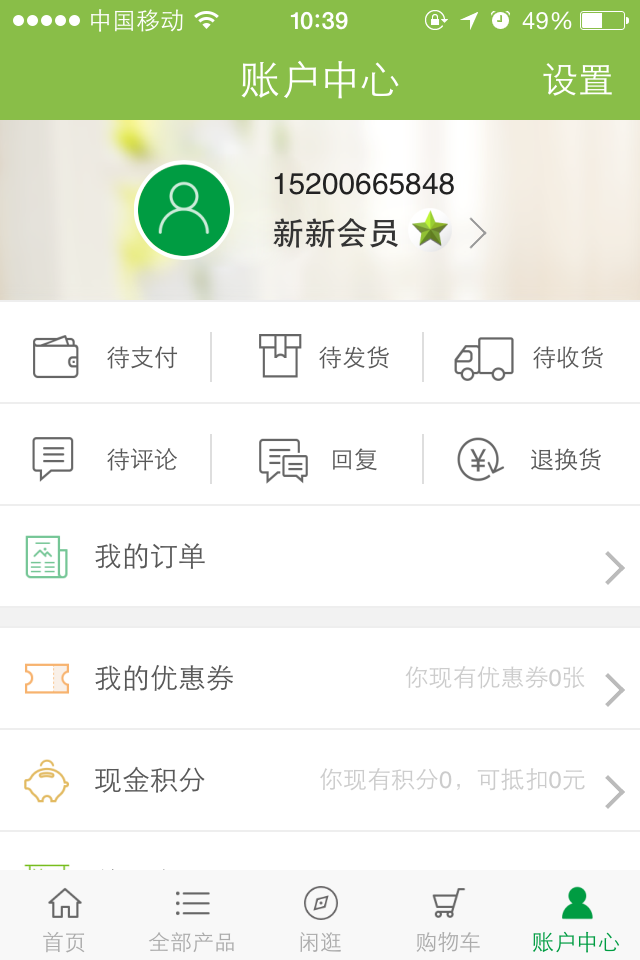 中国移动 10:39 49%
账户中心 设置
15200665848
新新会员
待支付 待发货 待收货
待评论 回复 退换货
我的订单
我的优惠券 你现有优惠券0张
现金积分 你现有积分0，可抵扣0元
首页 全部产品 闲逛 购物车 账户中心